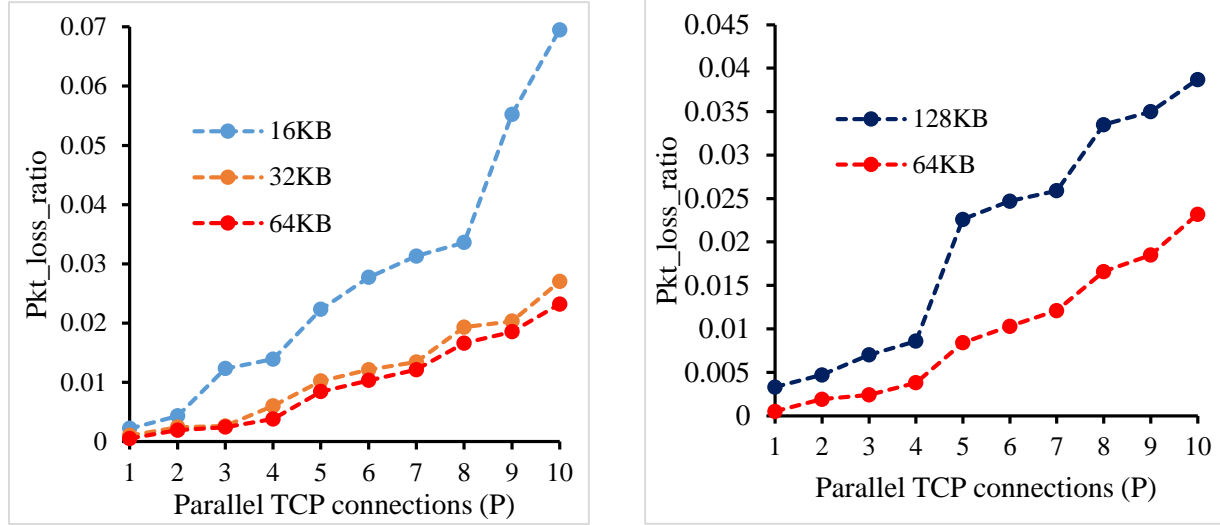 0.07
0.06
0.05
0.04
0.03
0.02
0.01
0
Pkt_loss_ratio
16KB
32KB
64KB
1 2 3 4 5 6 7 8 9 10
Parallel TCP connections (P)
0.045
0.04
0.035
0.03
0.025
0.02
0.015
0.01
0.005
0
Pkt_loss_ratio
128KB
64KB
1 2 3 4 5 6 7 8 9 10
Parallel TCP connections (P)